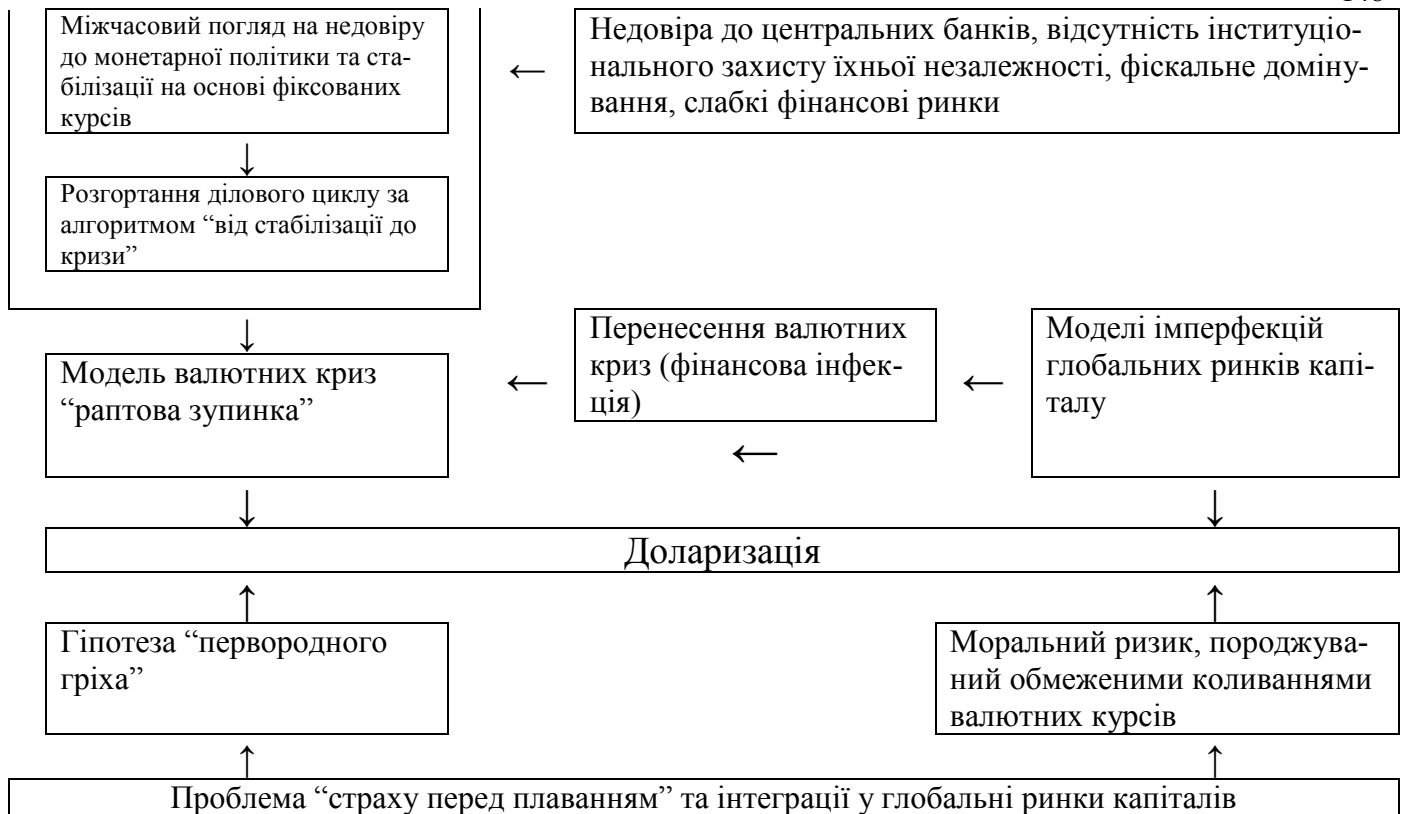 Міжчасовий погляд на недовіру
до монетарної політики та ста-
білізації на основі фіксованих
курсів
←
Недовіра до центральних банків, відсутність інституціо-
нального захисту їхньої незалежності, фіскальне доміну-
вання, слабкі фінансові ринки
↓
Розгортання ділового циклу за
алгоритмом “від стабілізації до
кризи”
↓
Модель валютних криз
“раптова зупинка”
←
Перенесення валютних
криз (фінансова інфек-
ція)
←
Моделі імперфекцій
глобальних ринків капі-
талу
←
↓ ↓
Доларизація
↑ ↑
Гіпотеза “первородного
гріха”
Моральний ризик, породжува-
ний обмеженими коливаннями
валютних курсів
↑ ↑
Проблема “страху перед плаванням” та інтеграції у глобальні ринки капіталів